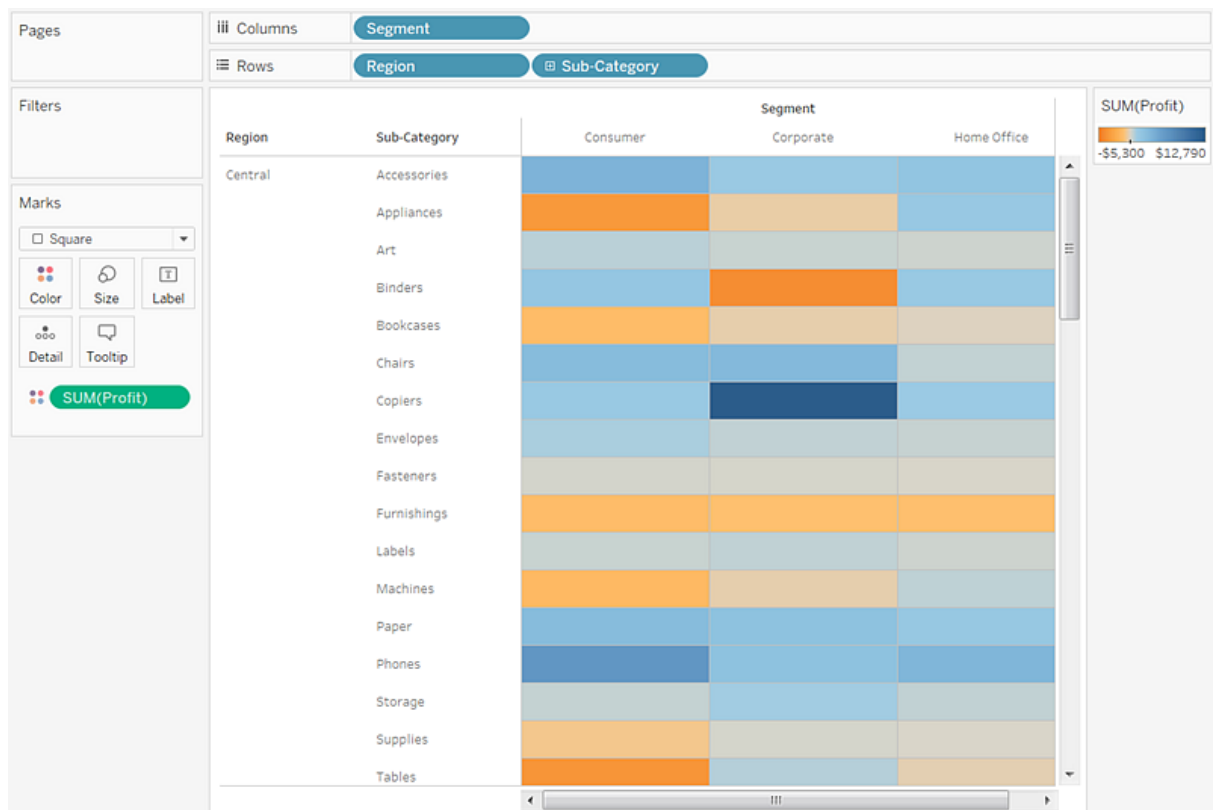 Pages
Columns Segment
Rows Region Sub-Category
Filters
Marks
Square
Color Size Label
Detail Tooltip
SUM(Profit)
Segment
Region Sub-Category Consumer Corporate Home Office
Central Accessories
Appliances
Art
Binders
Bookcases
Chairs
Copiers
Envelopes
Fasteners
Furnishings
Labels
Machines
Paper
Phones
Storage
Supplies
Tables
SUM(Profit)
-$5,300 $12,790